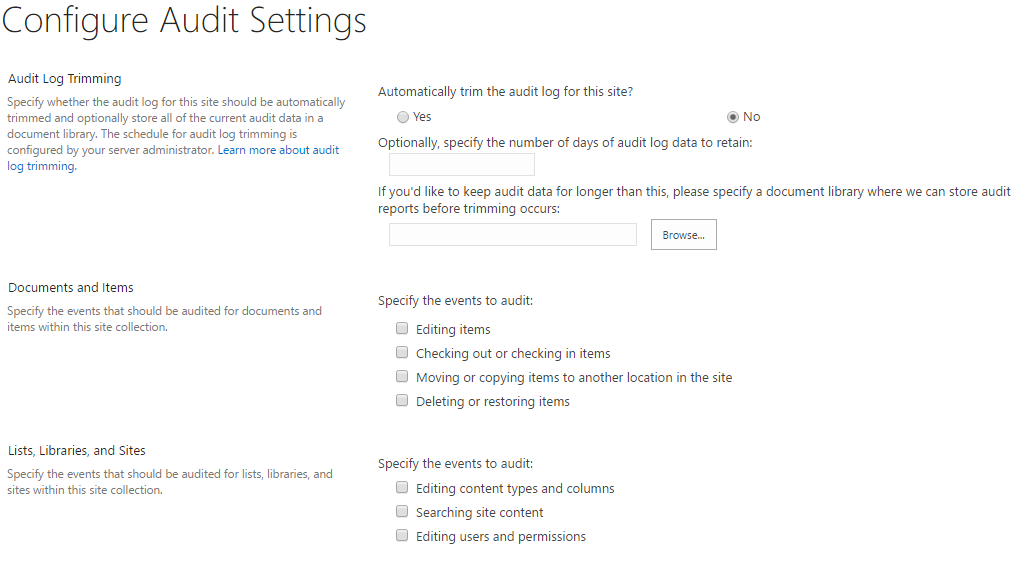 Configure Audit Settings
Audit Log Trimming
Specify whether the audit log for this site should be automatically
trimmed and optionally store all of the current audit data in a
document library. The schedule for audit log trimming is
configured by your server administrator. Learn more about audit
log trimming.
Automatically trim the audit log for this site?
Yes
No
Optionally, specify the number of days of audit log data to retain:
If you'd like to keep audit data for longer than this, please specify a document library where we can store audit
reports before trimming occurs:
Browse...
Documents and Items
Specify the events that should be audited for documents and
items within this site collection.
Specify the events to audit:
Editing items
Checking out or checking in items
Moving or copying items to another location in the site
Deleting or restoring items
Lists, Libraries, and Sites
Specify the events that should be audited for lists, libraries, and
sites within this site collection.
Specify the events to audit:
Editing content types and columns
Searching site content
Editing users and permissions